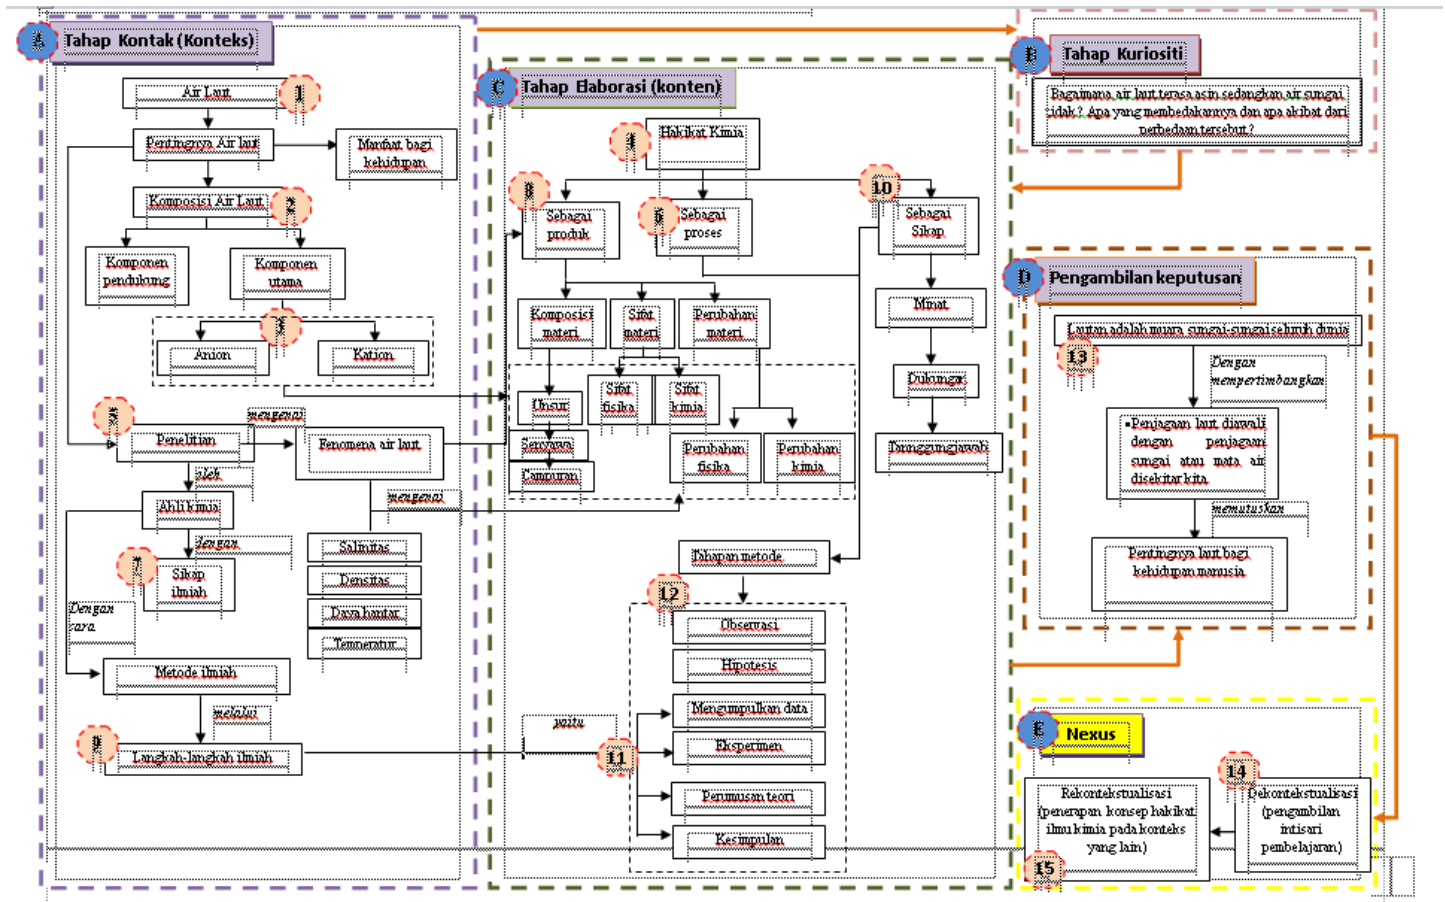 A
Tahap Kontak (Konteks)
Air Laut
1
Pentingnya Air laut
Manfaat bagi
kehidupan
Komposisi Air Laut
2
Komponen
pendukung
Komponen
utama
3
Anion
Kation
5
Penelitian
mengenai
Fenomena air laut
oleh
mengenai
Ahli kimia
dengan
7
Sikap
ilmiah
Salinitas
Densitas
Daya hantar
Temperatur
Dengan
cara
Metode ilmiah
melalui
9
Langkah-langkah ilmiah
C
Tahap Elaborasi (konten)
4
Hakikat Kimia
8
Sebagai
produk
6
Sebagai
proses
10
Sebagai
Sikap
Komposisi
materi
Sifat
materi
Perubahan
materi
Minat
Unsur
Senyawa
Campuran
Sifat
fisika
Sifat
kimia
Perubahan
fisika
Perubahan
kimia
Dukungan
Tanggungjawab
Tahapan metode
12
Observasi
Hipotesis
Mengumpulkan data
yaitu
11
Eksperimen
Perumusan teori
Kesimpulan
B
Tahap Kuriositi
Bagaimana air laut terasa asin sedangkan air sungai
idak? Apa yang membedakannya dan apa akibat dari
perbedaan tersebut?
D
Pengambilan keputusan
Lautan adalah muara sungai-sungai seluruh dunia
13
Dengan
mempertimbangkan
▪Penjagaan laut diawali
dengan penjagaan
sungai atau mata air
disekitar kita.
memutuskan
Pentingnya laut bagi
kehidupan manusia
E
Nexus
14
Rekontekstualisasi
(penerapan konsep hakikat
ilmu kimia pada konteks
yang lain)
15
Dekontekstualisasi
(pengambilan
intisari
pembelajaran)